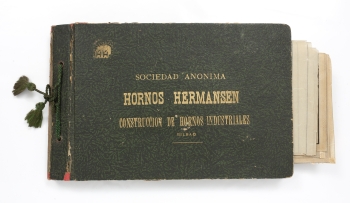 SOCIEDAD ANONIMA
HORNOS HERMANSEN
CONSTRUCCION DE HORNOS INDUSTRIALES
BILBAO